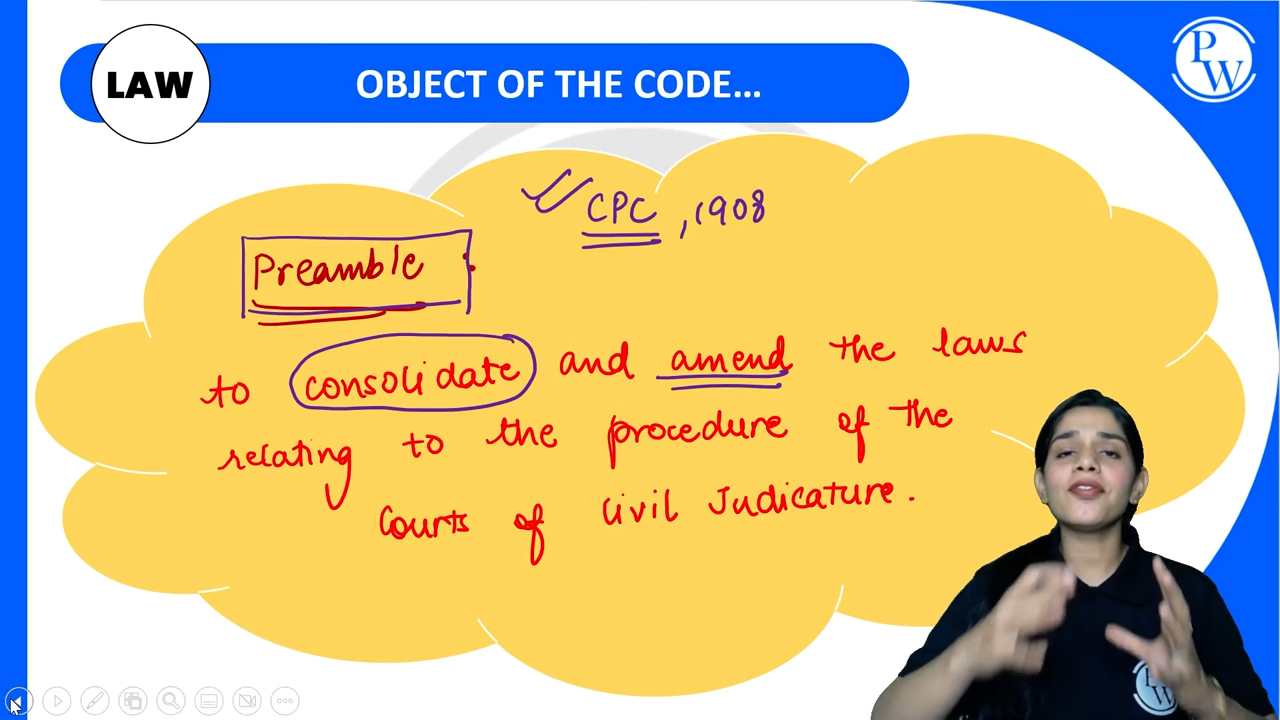 LAW
OBJECT OF THE CODE...
PW
CPC, 1908
Preamble :
to consolidate and amend the laws
relating to the procedure of the
Courts of Civil Judicature.
PW